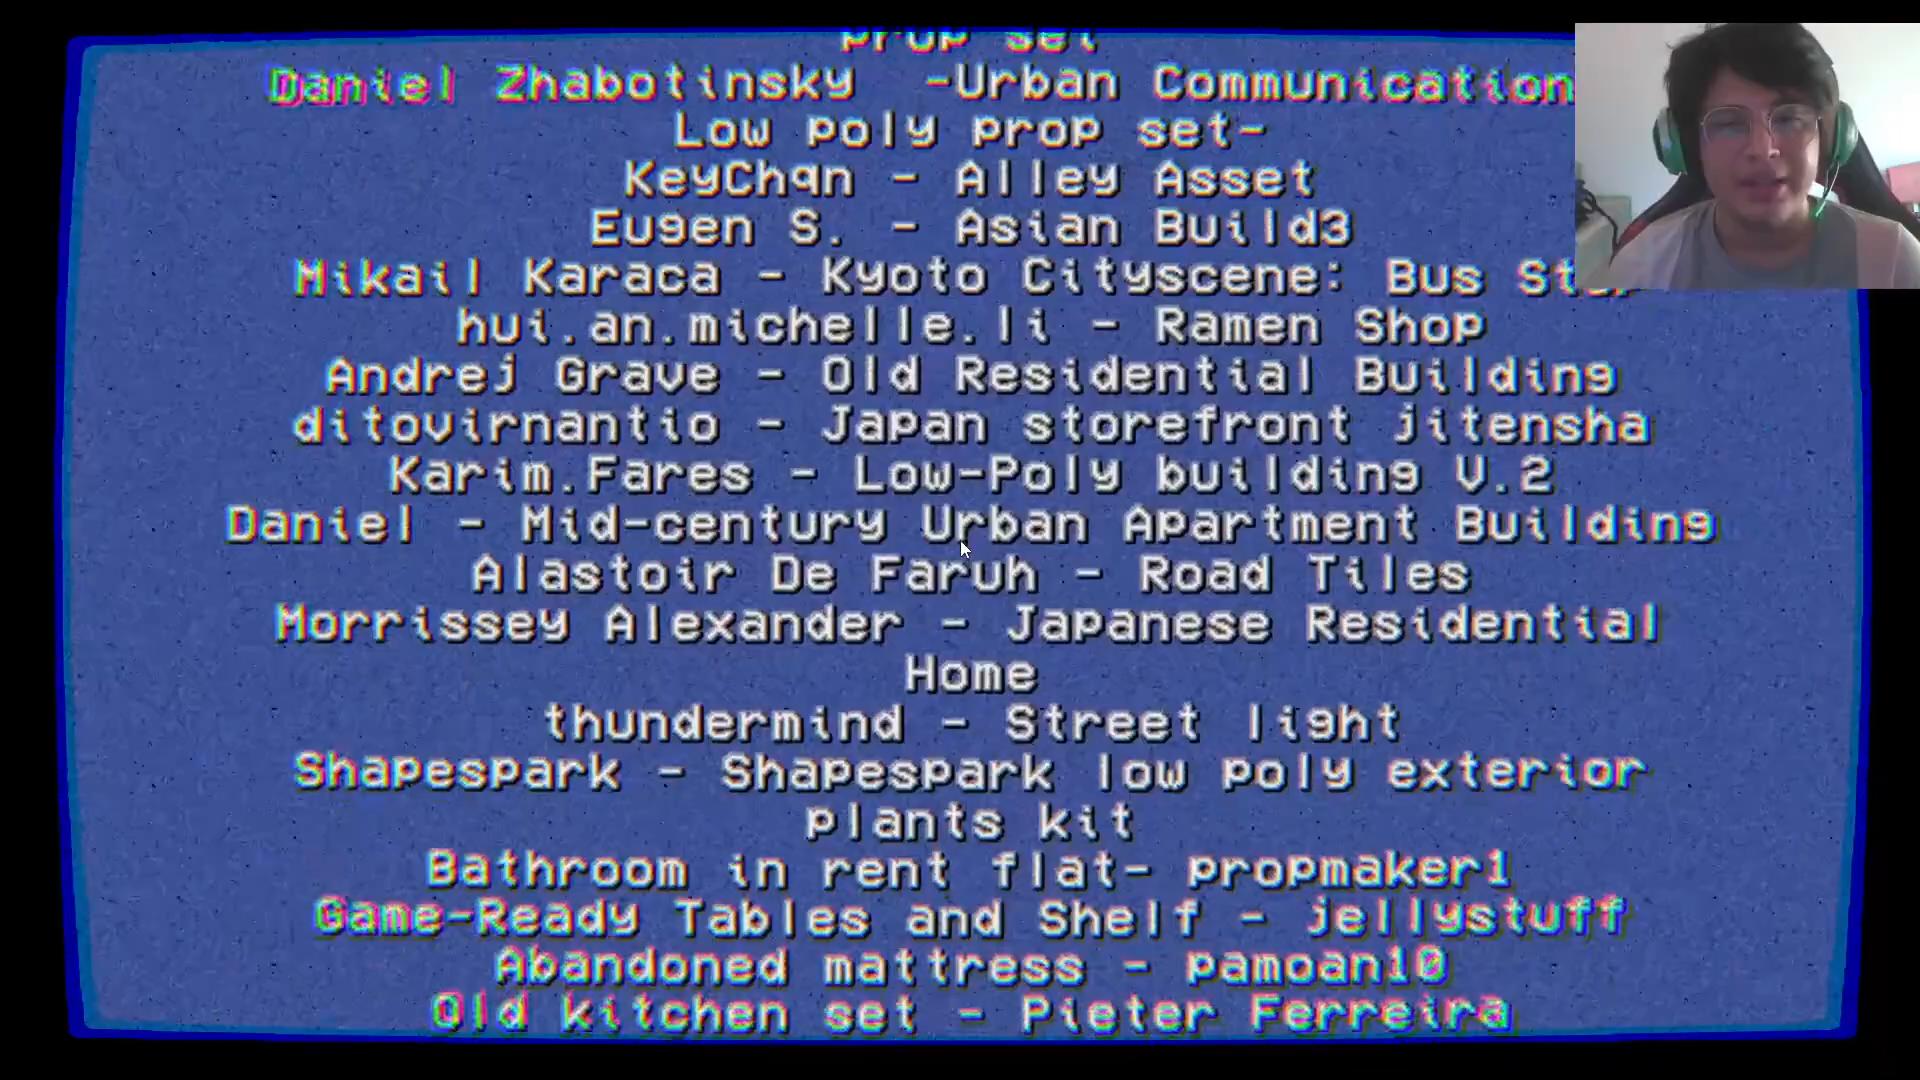 prop set
Daniel Zhabotinsky -Urban Communication
Low poly prop set-
KeyChan - Alley Asset
Eugen S. - Asian Build3
Mikail Karaca - Kyoto Cityscene: Bus
hui.an.michelle.li - Ramen Shop
Andrej Grave - Old Residential Building
ditovirnantio - Japan storefront jitensha
Karim.Fares - Low-Poly building V.2
Daniel - Mid-century Urban Apartment Building
Alastoir De Faruh - Road Tiles
Morrissey Alexander - Japanese Residential
Home
thundermind - Street light
Shapespark - Shapespark low poly exterior
plants kit
Bathroom in rent flat- propmaker1
Game-Ready Tables and Shelf - jellystuff
Abandoned mattress - pamoan10
Old kitchen set - Pieter Ferreira